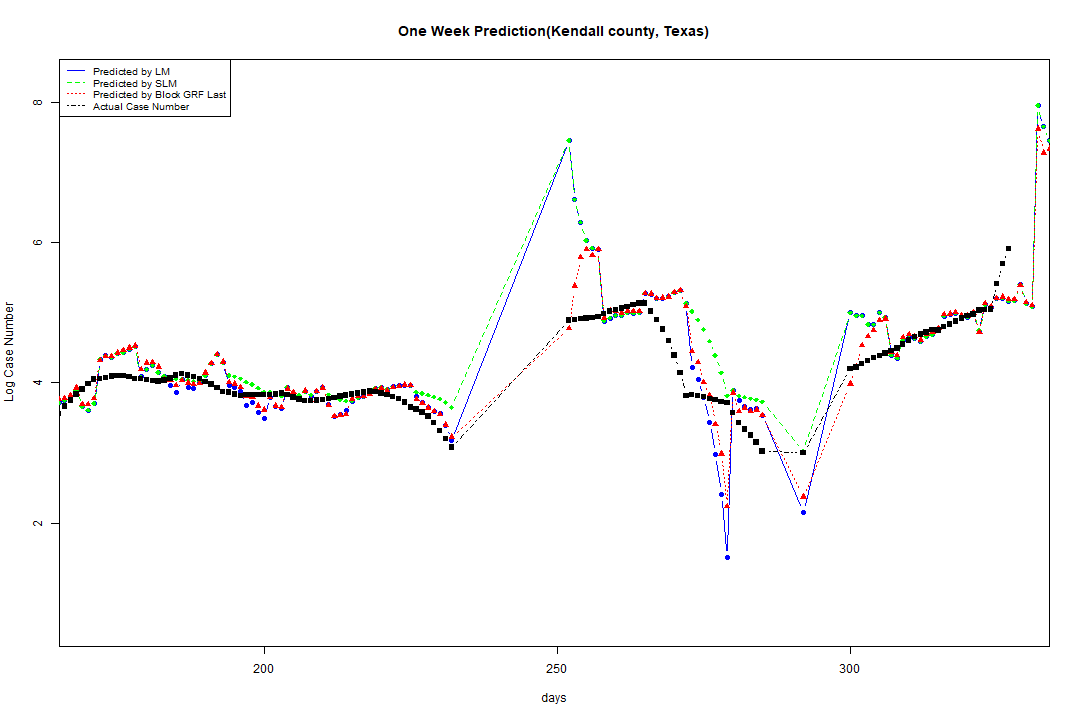 One Week Prediction(Kendall county, Texas)
Predicted by LM
Predicted by SLM
Predicted by Block GRF Last
Actual Case Number
8
6
4
2
Log Case Number
200
250
300
days